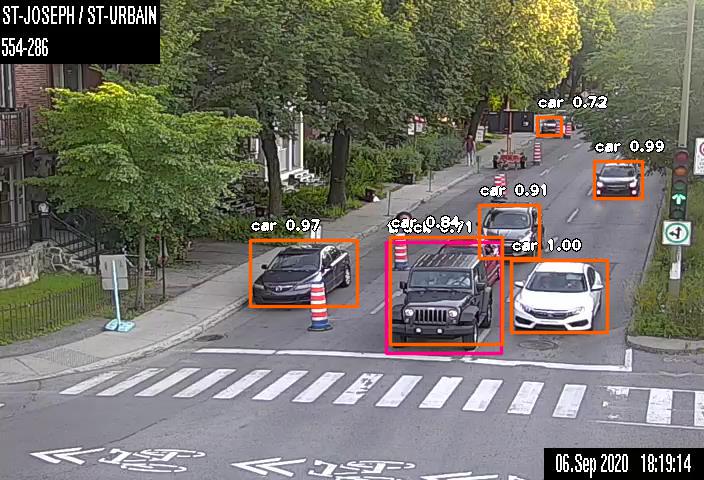 ST-JOSEPH / ST-URBAIN
554-286
car 0.72
car 0.99
car 0.91
car 0.97
car 0.84
0.71
car 1.00
06.Sep 2020 18:19:14